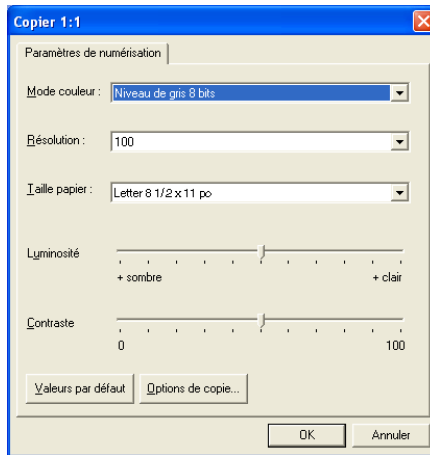 Copier 1:1
Paramètres de numérisation
Mode couleur : Niveau de gris 8 bits
Résolution : 100
Taille papier : Letter 8 1/2 x 11 po
Luminosité
+ sombre + clair
Contraste
0 100
Valeurs par défaut Options de copie...
OK Annuler